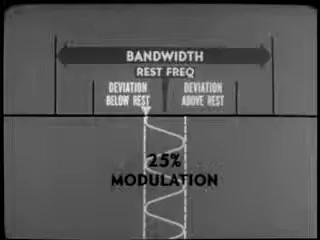 BANDWIDTH
REST FREQ
DEVIATION BELOW REST
DEVIATION ABOVE REST
25%
MODULATION